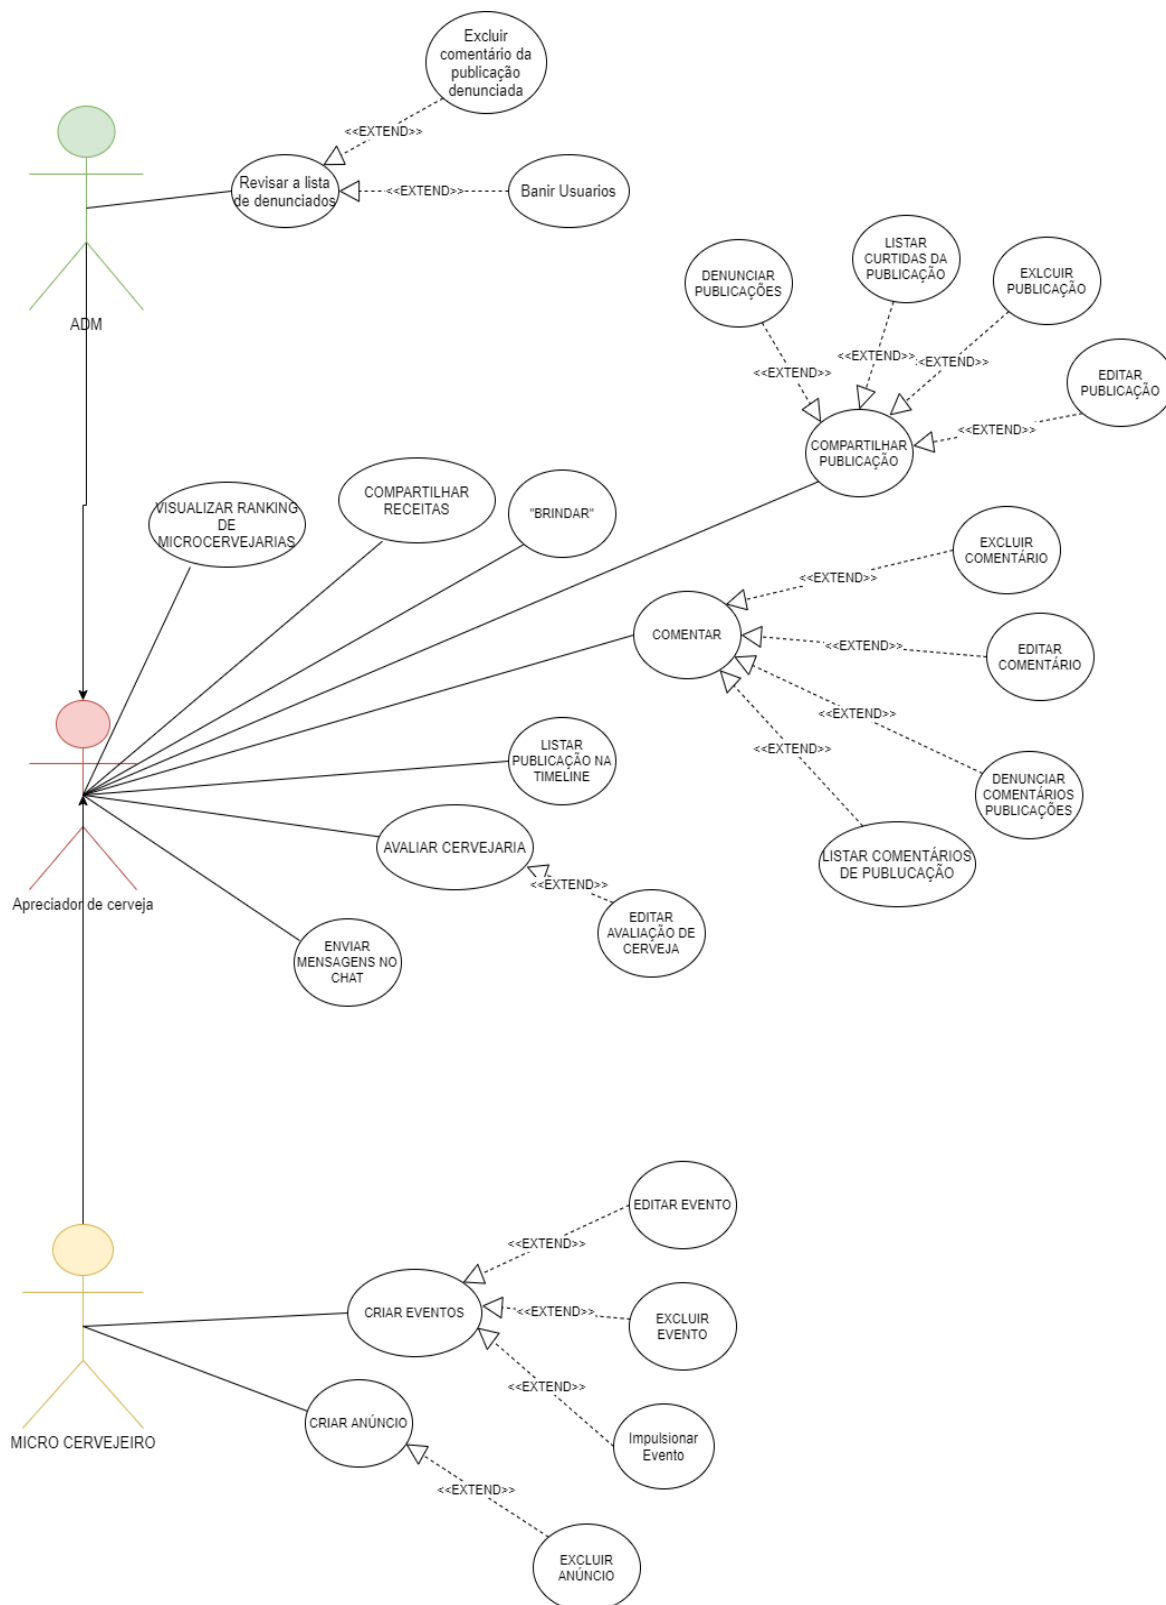 Excluir
comentário da
publicação
denunciada
<<EXTEND>>
Revisar a lista
de denunciados
<<EXTEND>>
Banir Usuarios
ADM
DENUNCIAR
PUBLICAÇÕES
LISTAR
CURTIDAS DA
PUBLICAÇÃO
EXLCUIR
PUBLICAÇÃO
<<EXTEND>>
<<EXTEND>>
<<EXTEND>>
EDITAR
PUBLICAÇÃO
<<EXTEND>>
COMPARTILHAR
PUBLICAÇÃO
VISUALIZAR RANKING
DE
MICROCERVEJARIAS
COMPARTILHAR
RECEITAS
"BRINDAR"
EXCLUIR
COMENTÁRIO
<<EXTEND>>
COMENTAR
<<EXTEND>>
EDITAR
COMENTÁRIO
<<EXTEND>>
<<EXTEND>>
DENUNCIAR
COMENTÁRIOS
PUBLICAÇÕES
LISTAR
PUBLICAÇÃO NA
TIMELINE
AVALIAR CERVEJARIA
LISTAR COMENTÁRIOS
DE PUBLUCAÇÃO
<<EXTEND>>
EDITAR
AVALIAÇÃO DE
CERVEJA
Apreciador de cerveja
ENVIAR
MENSAGENS NO
CHAT
EDITAR EVENTO
<<EXTEND>>
CRIAR EVENTOS
<<EXTEND>>
EXCLUIR
EVENTO
<<EXTEND>>
CRIAR ANÚNCIO
Impulsionar
Evento
MICRO CERVEJEIRO
<<EXTEND>>
EXCLUIR
ANÚNCIO